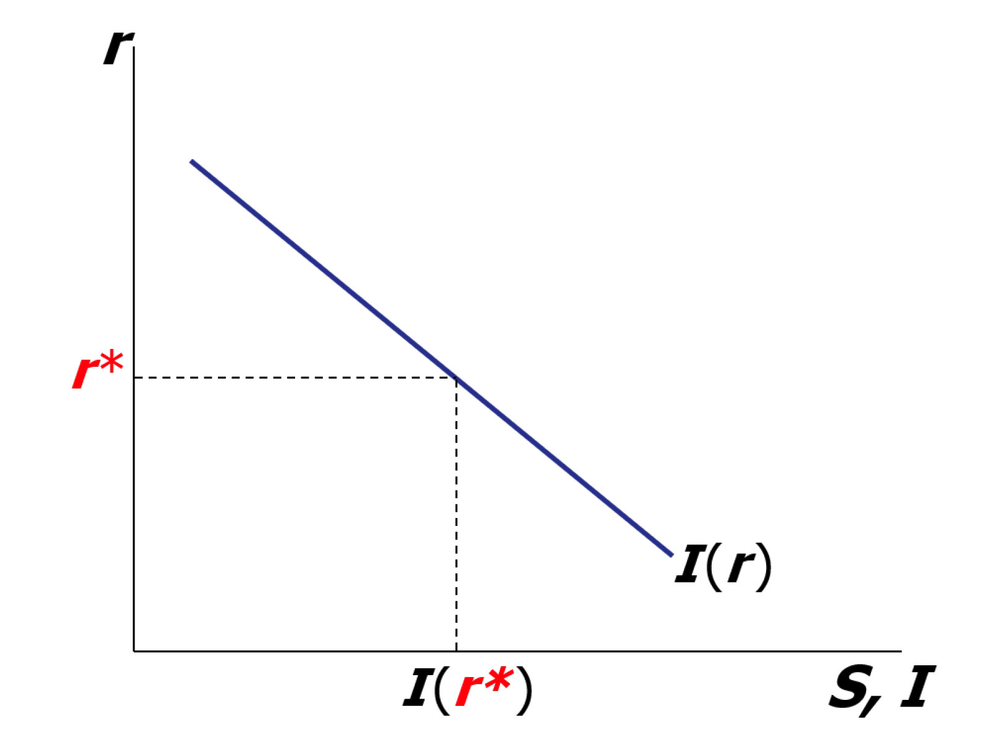 r
r*
I(r)
I(r*)
S, I